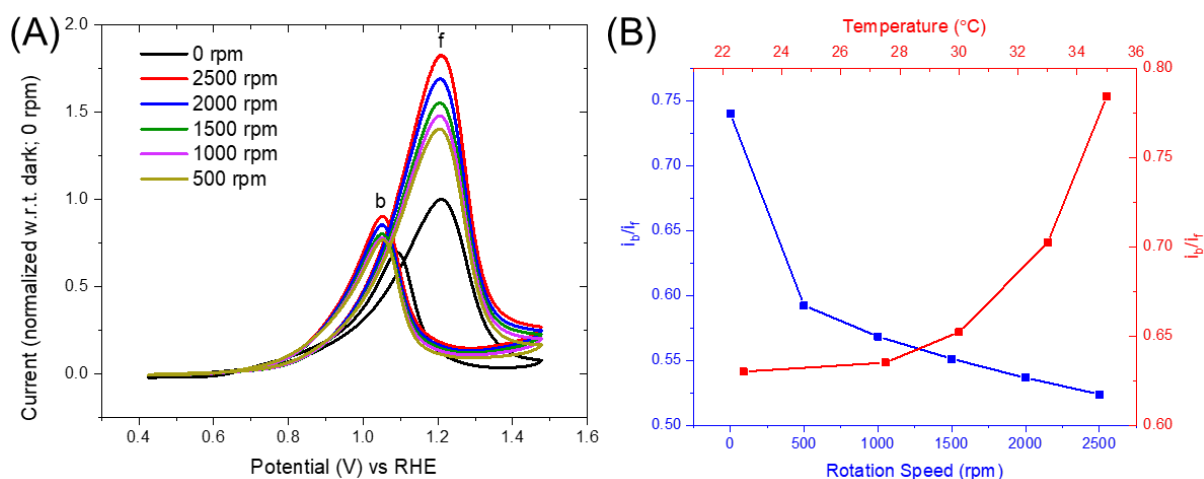 (A)
Current (normalized w.r.t. dark; 0 rpm)
2.0
1.5
1.0
0.5
0.0
0 rpm
2500 rpm
2000 rpm
1500 rpm
1000 rpm
500 rpm
f
b
0.4 0.6 0.8 1.0 1.2 1.4 1.6
Potential (V) vs RHE
(B)
Temperature (°C)
22 24 26 28 30 32 34 36
i_b/i_f
0.75
0.70
0.65
0.60
0.55
0.50
0.80
0.75
0.70
0.65
0.60
i_b/i_f
0 500 1000 1500 2000 2500
Rotation Speed (rpm)